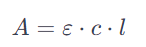 A = ε · c · l